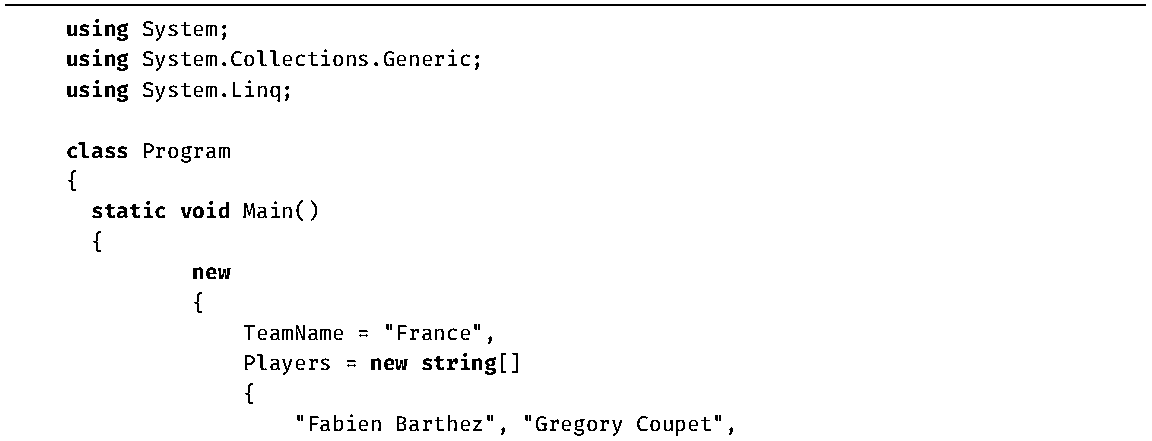 using System;
using System.Collections.Generic;
using System.Linq;
class Program
{
static void Main()
{
new
{
TeamName = "France",
Players = new string[]
{
"Fabien Barthez", "Gregory Coupet",